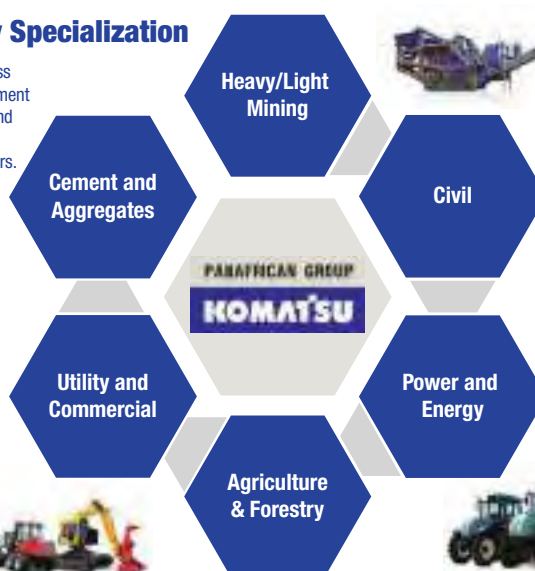 Specialization
Heavy/Light
Mining
Cement and
Aggregates
Civil
PANAFRICAN GROUP
KOMATSU
Utility and
Commercial
Power and
Energy
Agriculture
& Forestry